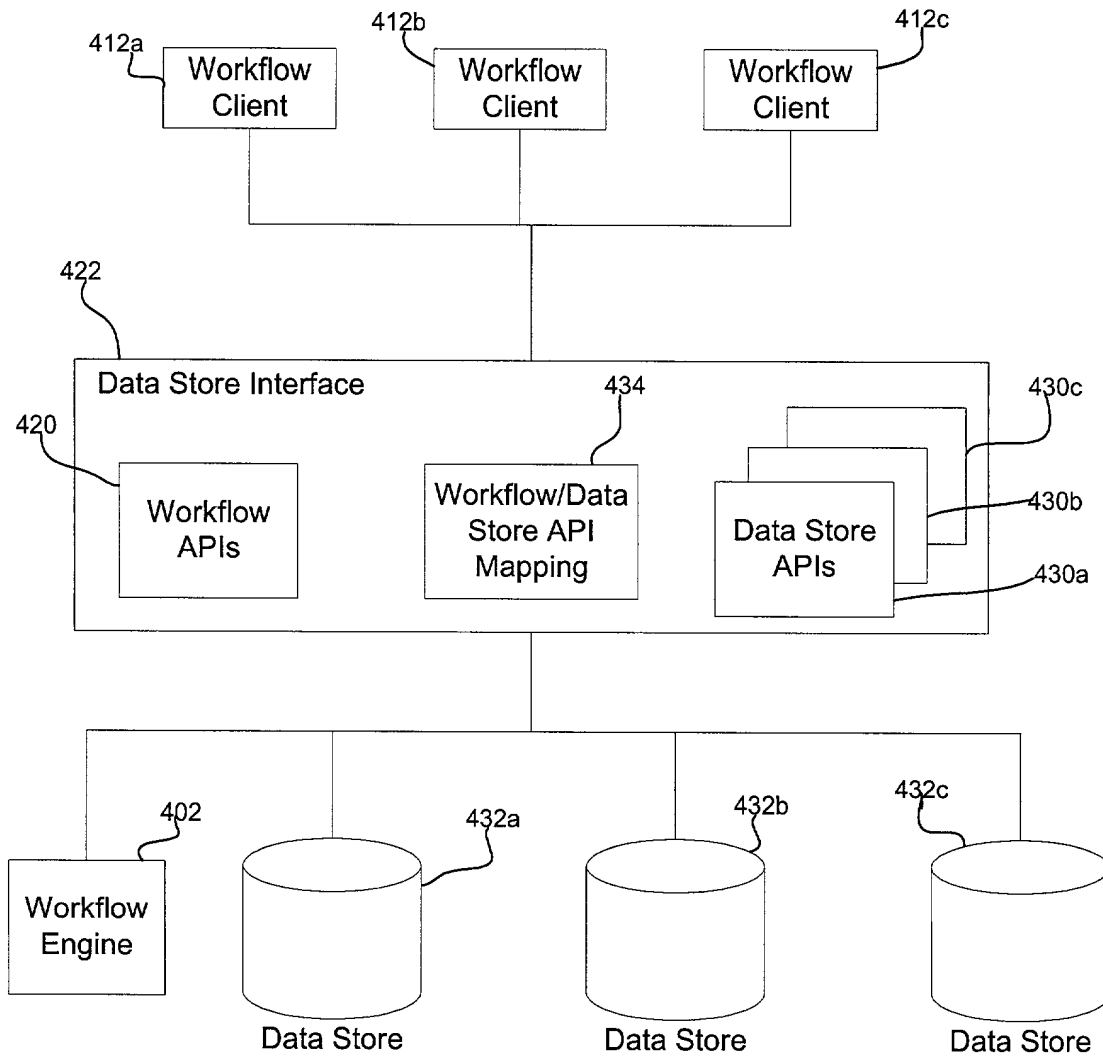 412a
412b
412c
Workflow
Client
Workflow
Client
Workflow
Client
422
Data Store Interface
434
430c
420
Workflow
APIs
Workflow/Data
Store API
Mapping
Data Store
APIs
430b
430a
402
432a
432b
432c
Workflow
Engine
Data Store
Data Store
Data Store